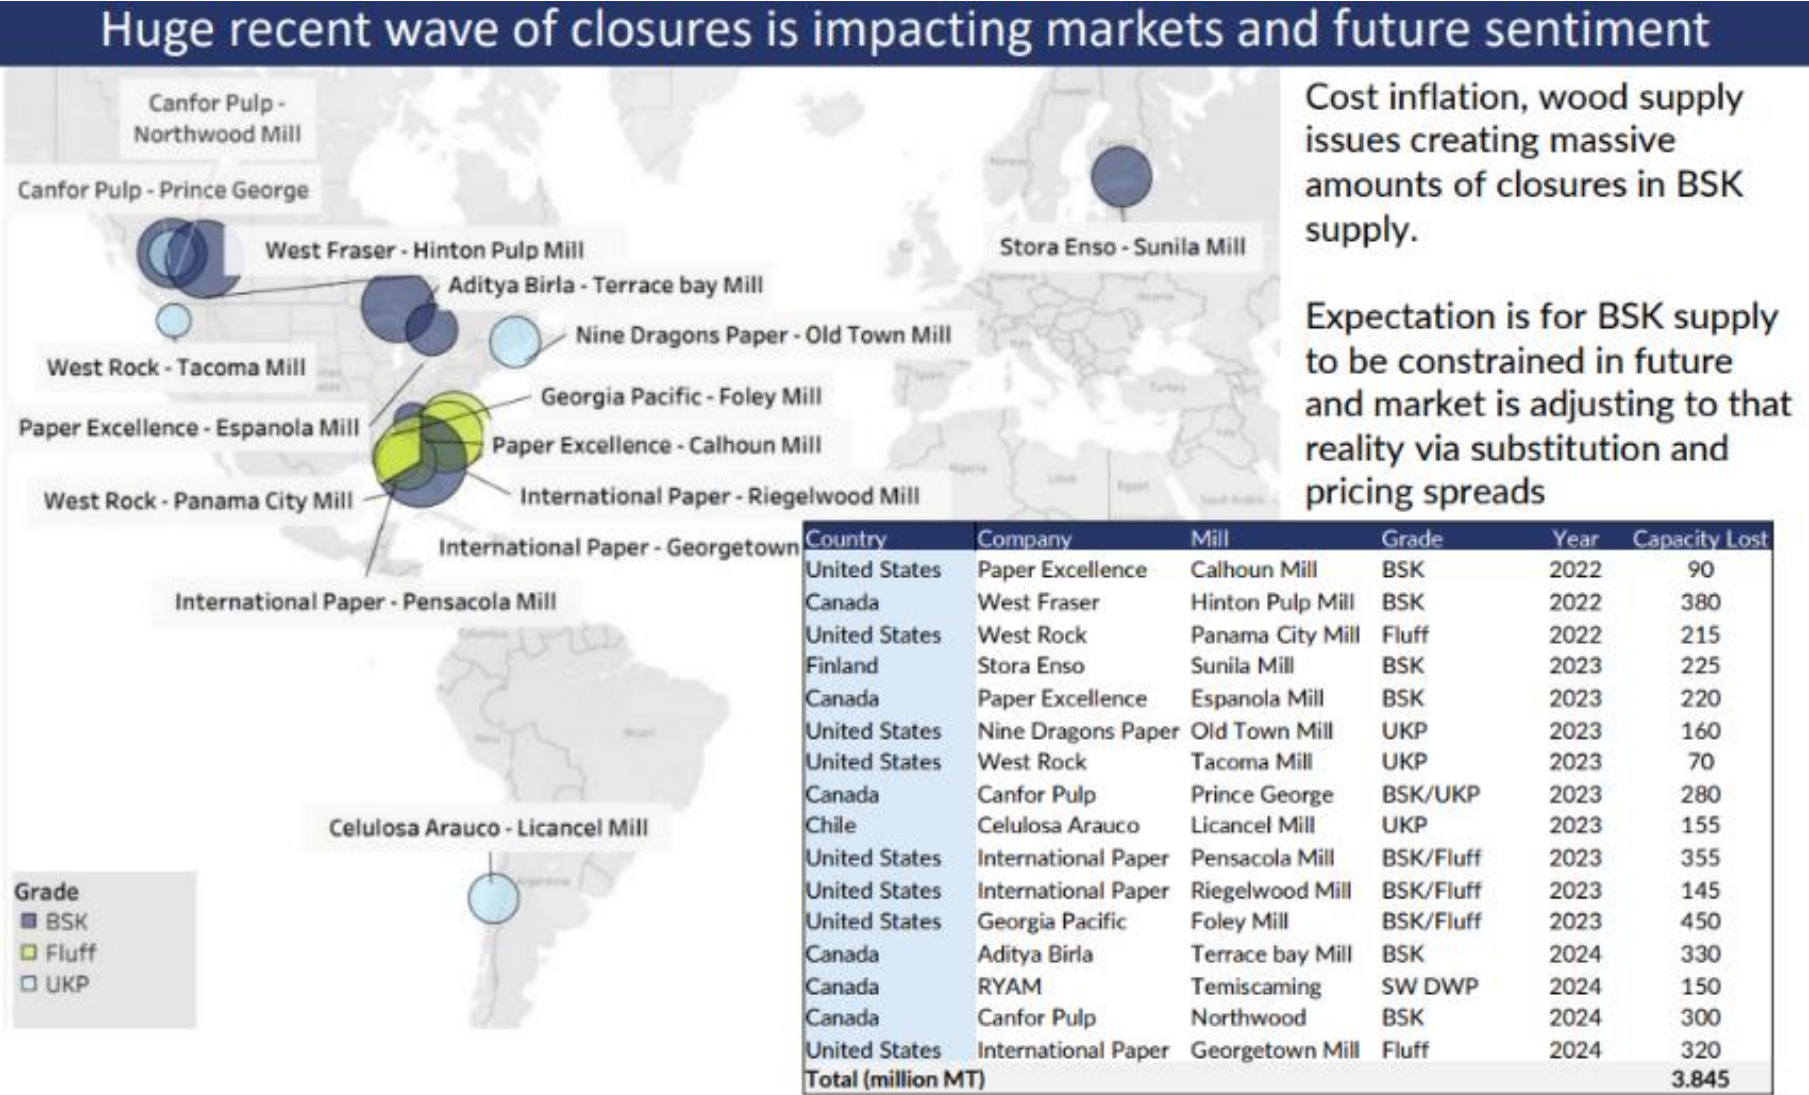 Huge recent wave of closures is impacting markets and future sentiment
Canfor Pulp -
Northwood Mill
Canfor Pulp - Prince George
West Fraser - Hinton Pulp Mill
Aditya Birla - Terrace bay Mill
Nine Dragons Paper - Old Town Mill
West Rock - Tacoma Mill
Georgia Pacific - Foley Mill
Paper Excellence - Espanola Mill
Paper Excellence - Calhoun Mill
West Rock - Panama City Mill
International Paper - Riegelwood Mill
International Paper - Georgetown
International Paper - Pensacola Mill
Stora Enso - Sunila Mill
Celulosa Arauco - Licancel Mill
Grade
BSK
Fluff
UKP
Cost inflation, wood supply
issues creating massive
amounts of closures in BSK
supply.
Expectation is for BSK supply
to be constrained in future
and market is adjusting to that
reality via substitution and
pricing spreads
Country Company Mill Grade Year Capacity Lost
United States Paper Excellence Calhoun Mill BSK 2022 90
Canada West Fraser Hinton Pulp Mill BSK 2022 380
United States West Rock Panama City Mill Fluff 2022 215
Finland Stora Enso Sunila Mill BSK 2023 225
Canada Paper Excellence Espanola Mill BSK 2023 220
United States Nine Dragons Paper Old Town Mill UKP 2023 160
United States West Rock Tacoma Mill UKP 2023 70
Canada Canfor Pulp Prince George BSK/UKP 2023 280
Chile Celulosa Arauco Licancel Mill UKP 2023 155
United States International Paper Pensacola Mill BSK/Fluff 2023 355
United States International Paper Riegelwood Mill BSK/Fluff 2023 145
United States Georgia Pacific Foley Mill BSK/Fluff 2023 450
Canada Aditya Birla Terrace bay Mill BSK 2024 330
Canada RYAM Temiscaming SW DWP 2024 150
Canada Canfor Pulp Northwood BSK 2024 300
United States International Paper Georgetown Mill Fluff 2024 320
Total (million MT) 3.845